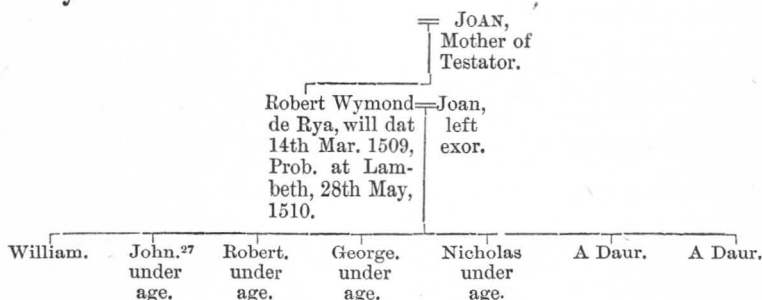 = JOAN,
Mother of
Testator.
Robert Wymond=Joan,
de Rya, will dat left
14th Mar. 1509, exor.
Prob. at Lam-
beth, 28th May,
1510.
William. John.²⁷ Robert. George. Nicholas A Daur. A Daur.
under under under under
age. age. age. age.